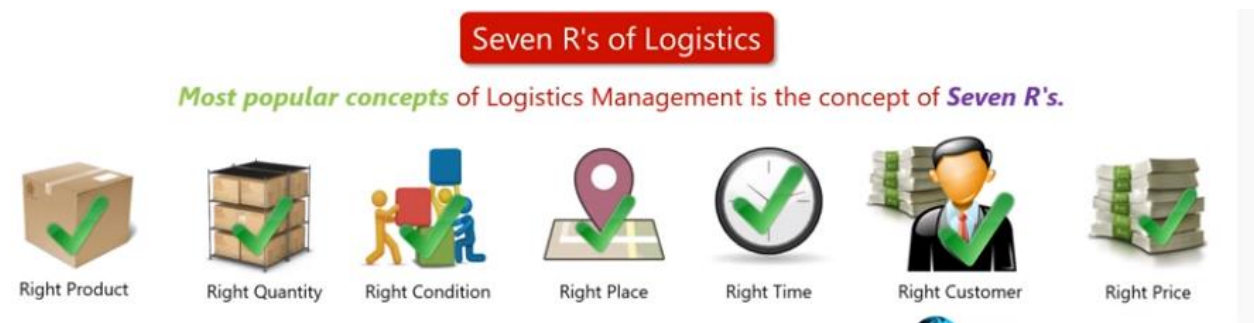 Seven R's of Logistics
Most popular concepts of Logistics Management is the concept of Seven R's.
Right Product
Right Quantity
Right Condition
Right Place
Right Time
Right Customer
Right Price